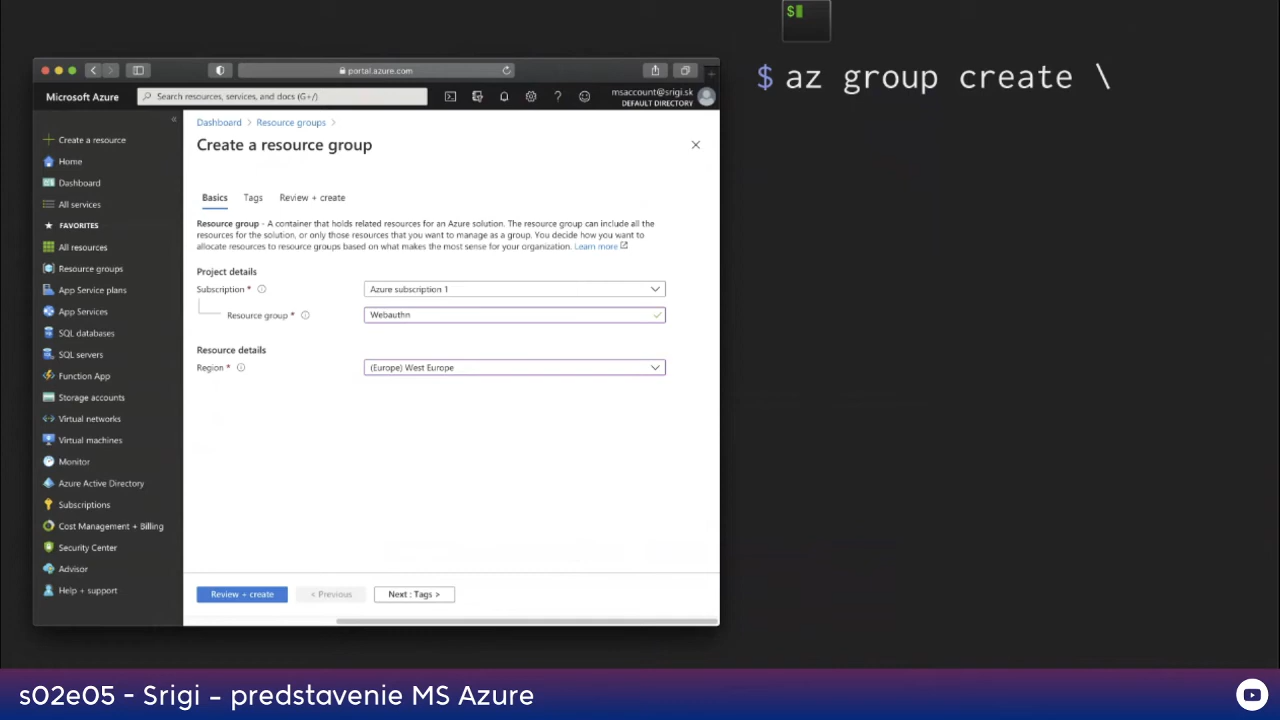 $
$ az group create \
portal.azure.com
Microsoft Azure
Search resources, services, and docs (G+/)
msaccount@srigi.sk
DEFAULT DIRECTORY
Create a resource
Home
Dashboard
All services
FAVORITES
All resources
Resource groups
App Service plans
App Services
SQL databases
SQL servers
Function App
Storage accounts
Virtual networks
Virtual machines
Monitor
Azure Active Directory
Subscriptions
Cost Management + Billing
Security Center
Advisor
Help + support
Dashboard > Resource groups >
Create a resource group
Basics Tags Review + create
Resource group - A container that holds related resources for an Azure solution. The resource group can include all the
resources for the solution, or only those resources that you want to manage as a group. You decide how you want to
allocate resources to resource groups based on what makes the most sense for your organization. Learn more
Project details
Subscription * Azure subscription 1
Resource group * Webauthn
Resource details
Region * (Europe) West Europe
Review + create < Previous Next : Tags >
s02e05 - Srigi – predstavenie MS Azure